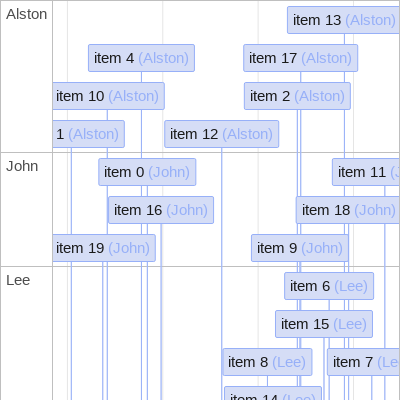 Alston
item 13 (Alston)
item 4 (Alston)
item 17 (Alston)
item 10 (Alston)
item 2 (Alston)
1 (Alston)
item 12 (Alston)
John
item 0 (John)
item 11 (J
item 16 (John)
item 18 (John)
item 19 (John)
item 9 (John)
Lee
item 6 (Lee)
item 15 (Lee)
item 8 (Lee)
item 7 (Le
item 14 (Lee)